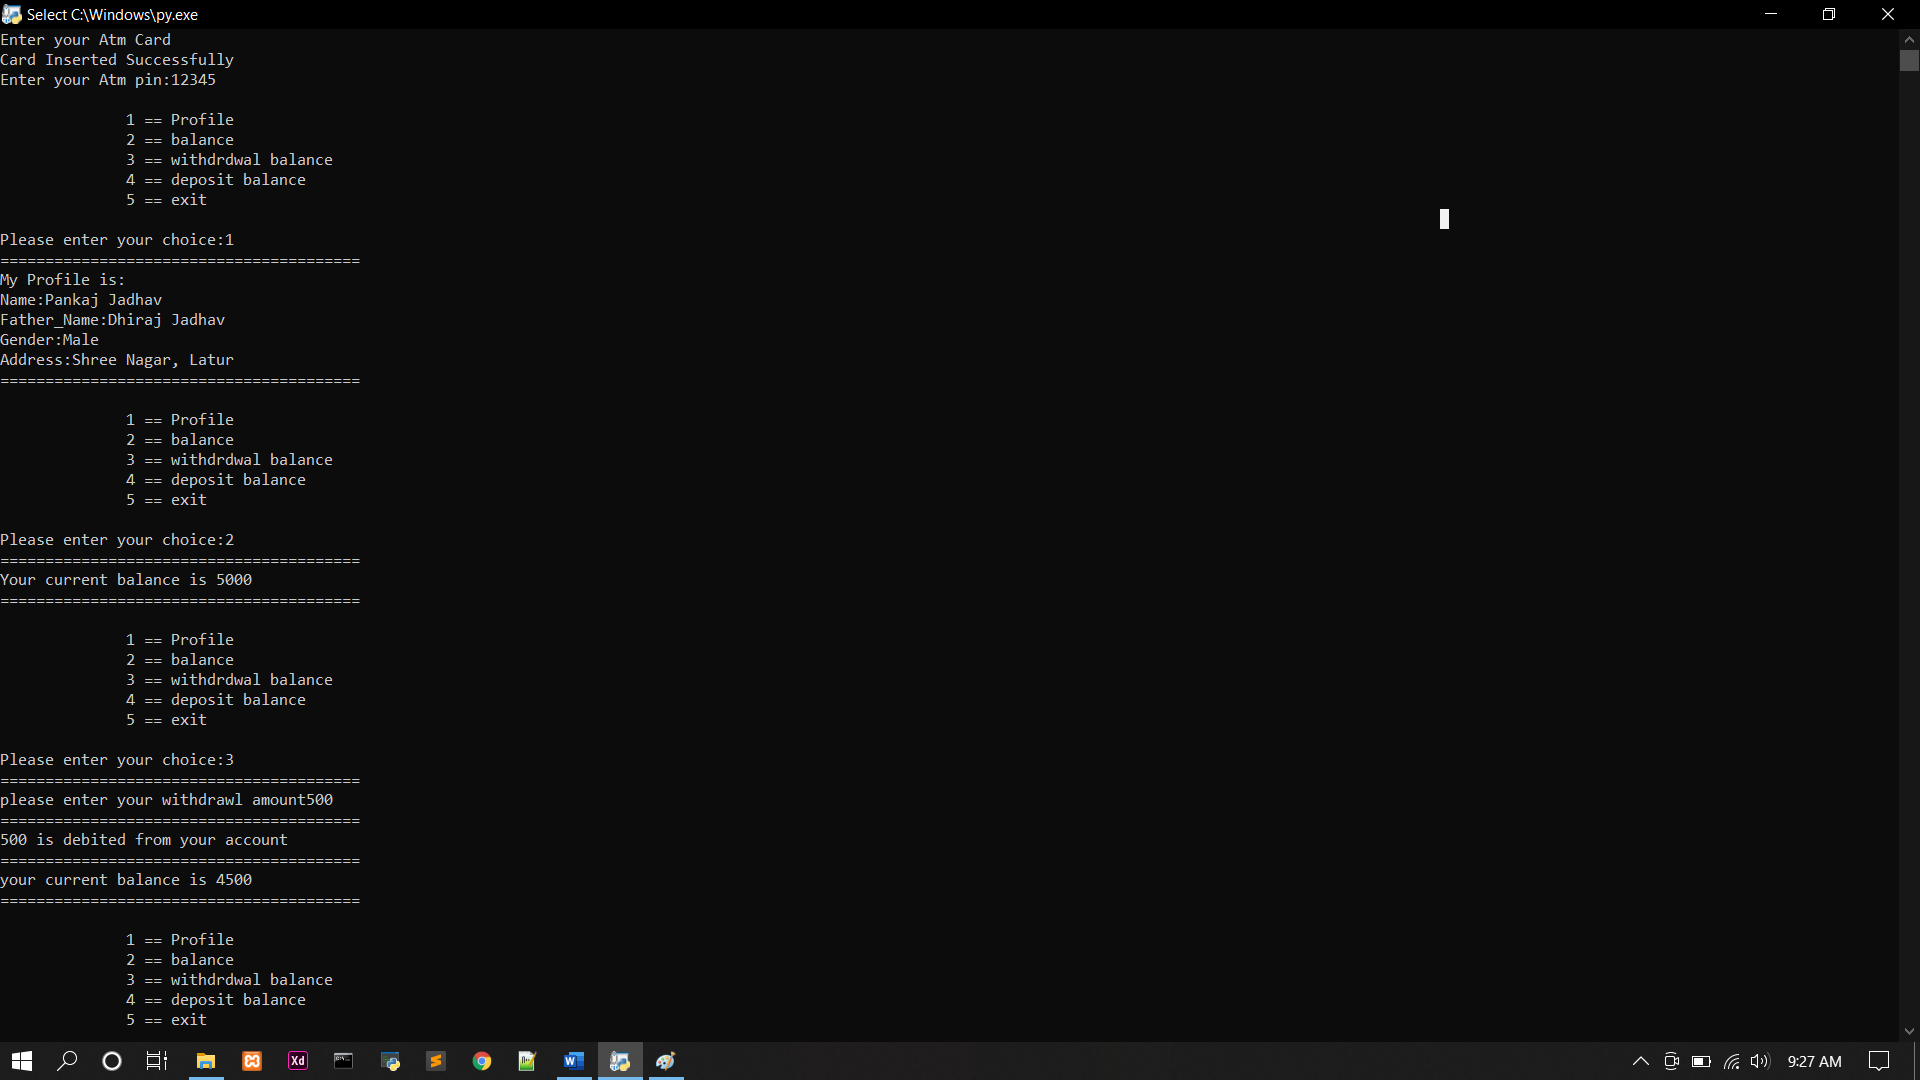 Select C:\Windows\py.exe
Enter your Atm Card
Card Inserted Successfully
Enter your Atm pin:12345
1 == Profile
2 == balance
3 == withdrdwal balance
4 == deposit balance
5 == exit
Please enter your choice:1
========================================
My Profile is:
Name:Pankaj Jadhav
Father_Name:Dhiraj Jadhav
Gender:Male
Address:Shree Nagar, Latur
========================================
1 == Profile
2 == balance
3 == withdrdwal balance
4 == deposit balance
5 == exit
Please enter your choice:2
========================================
Your current balance is 5000
========================================
1 == Profile
2 == balance
3 == withdrdwal balance
4 == deposit balance
5 == exit
Please enter your choice:3
========================================
please enter your withdrawl amount500
========================================
500 is debited from your account
========================================
your current balance is 4500
========================================
1 == Profile
2 == balance
3 == withdrdwal balance
4 == deposit balance
5 == exit
Xd
W
9:27 AM